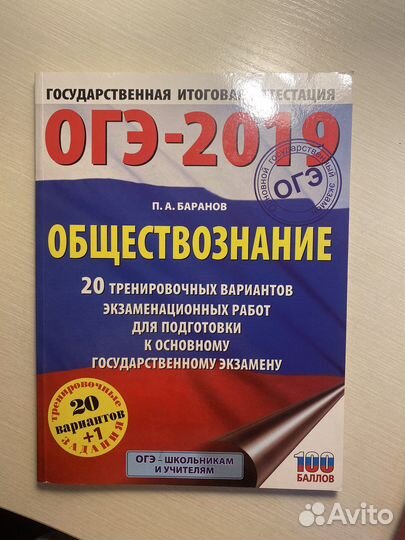 ГОСУДАРСТВЕННАЯ ИТОГОВАЯ АТТЕСТАЦИЯ
ОГЭ-2019
ОГЭ
П. А. БАРАНОВ
ОБЩЕСТВОЗНАНИЕ
20 ТРЕНИРОВОЧНЫХ ВАРИАНТОВ
ЭКЗАМЕНАЦИОННЫХ РАБОТ
ДЛЯ ПОДГОТОВКИ
К ОСНОВНОМУ
ГОСУДАРСТВЕННОМУ ЭКЗАМЕНУ
тренировочные
20
вариантов
+1
ЗАДАНИЯ
ОГЭ – ШКОЛЬНИКАМ
И УЧИТЕЛЯМ
100
БАЛЛОВ
Avito